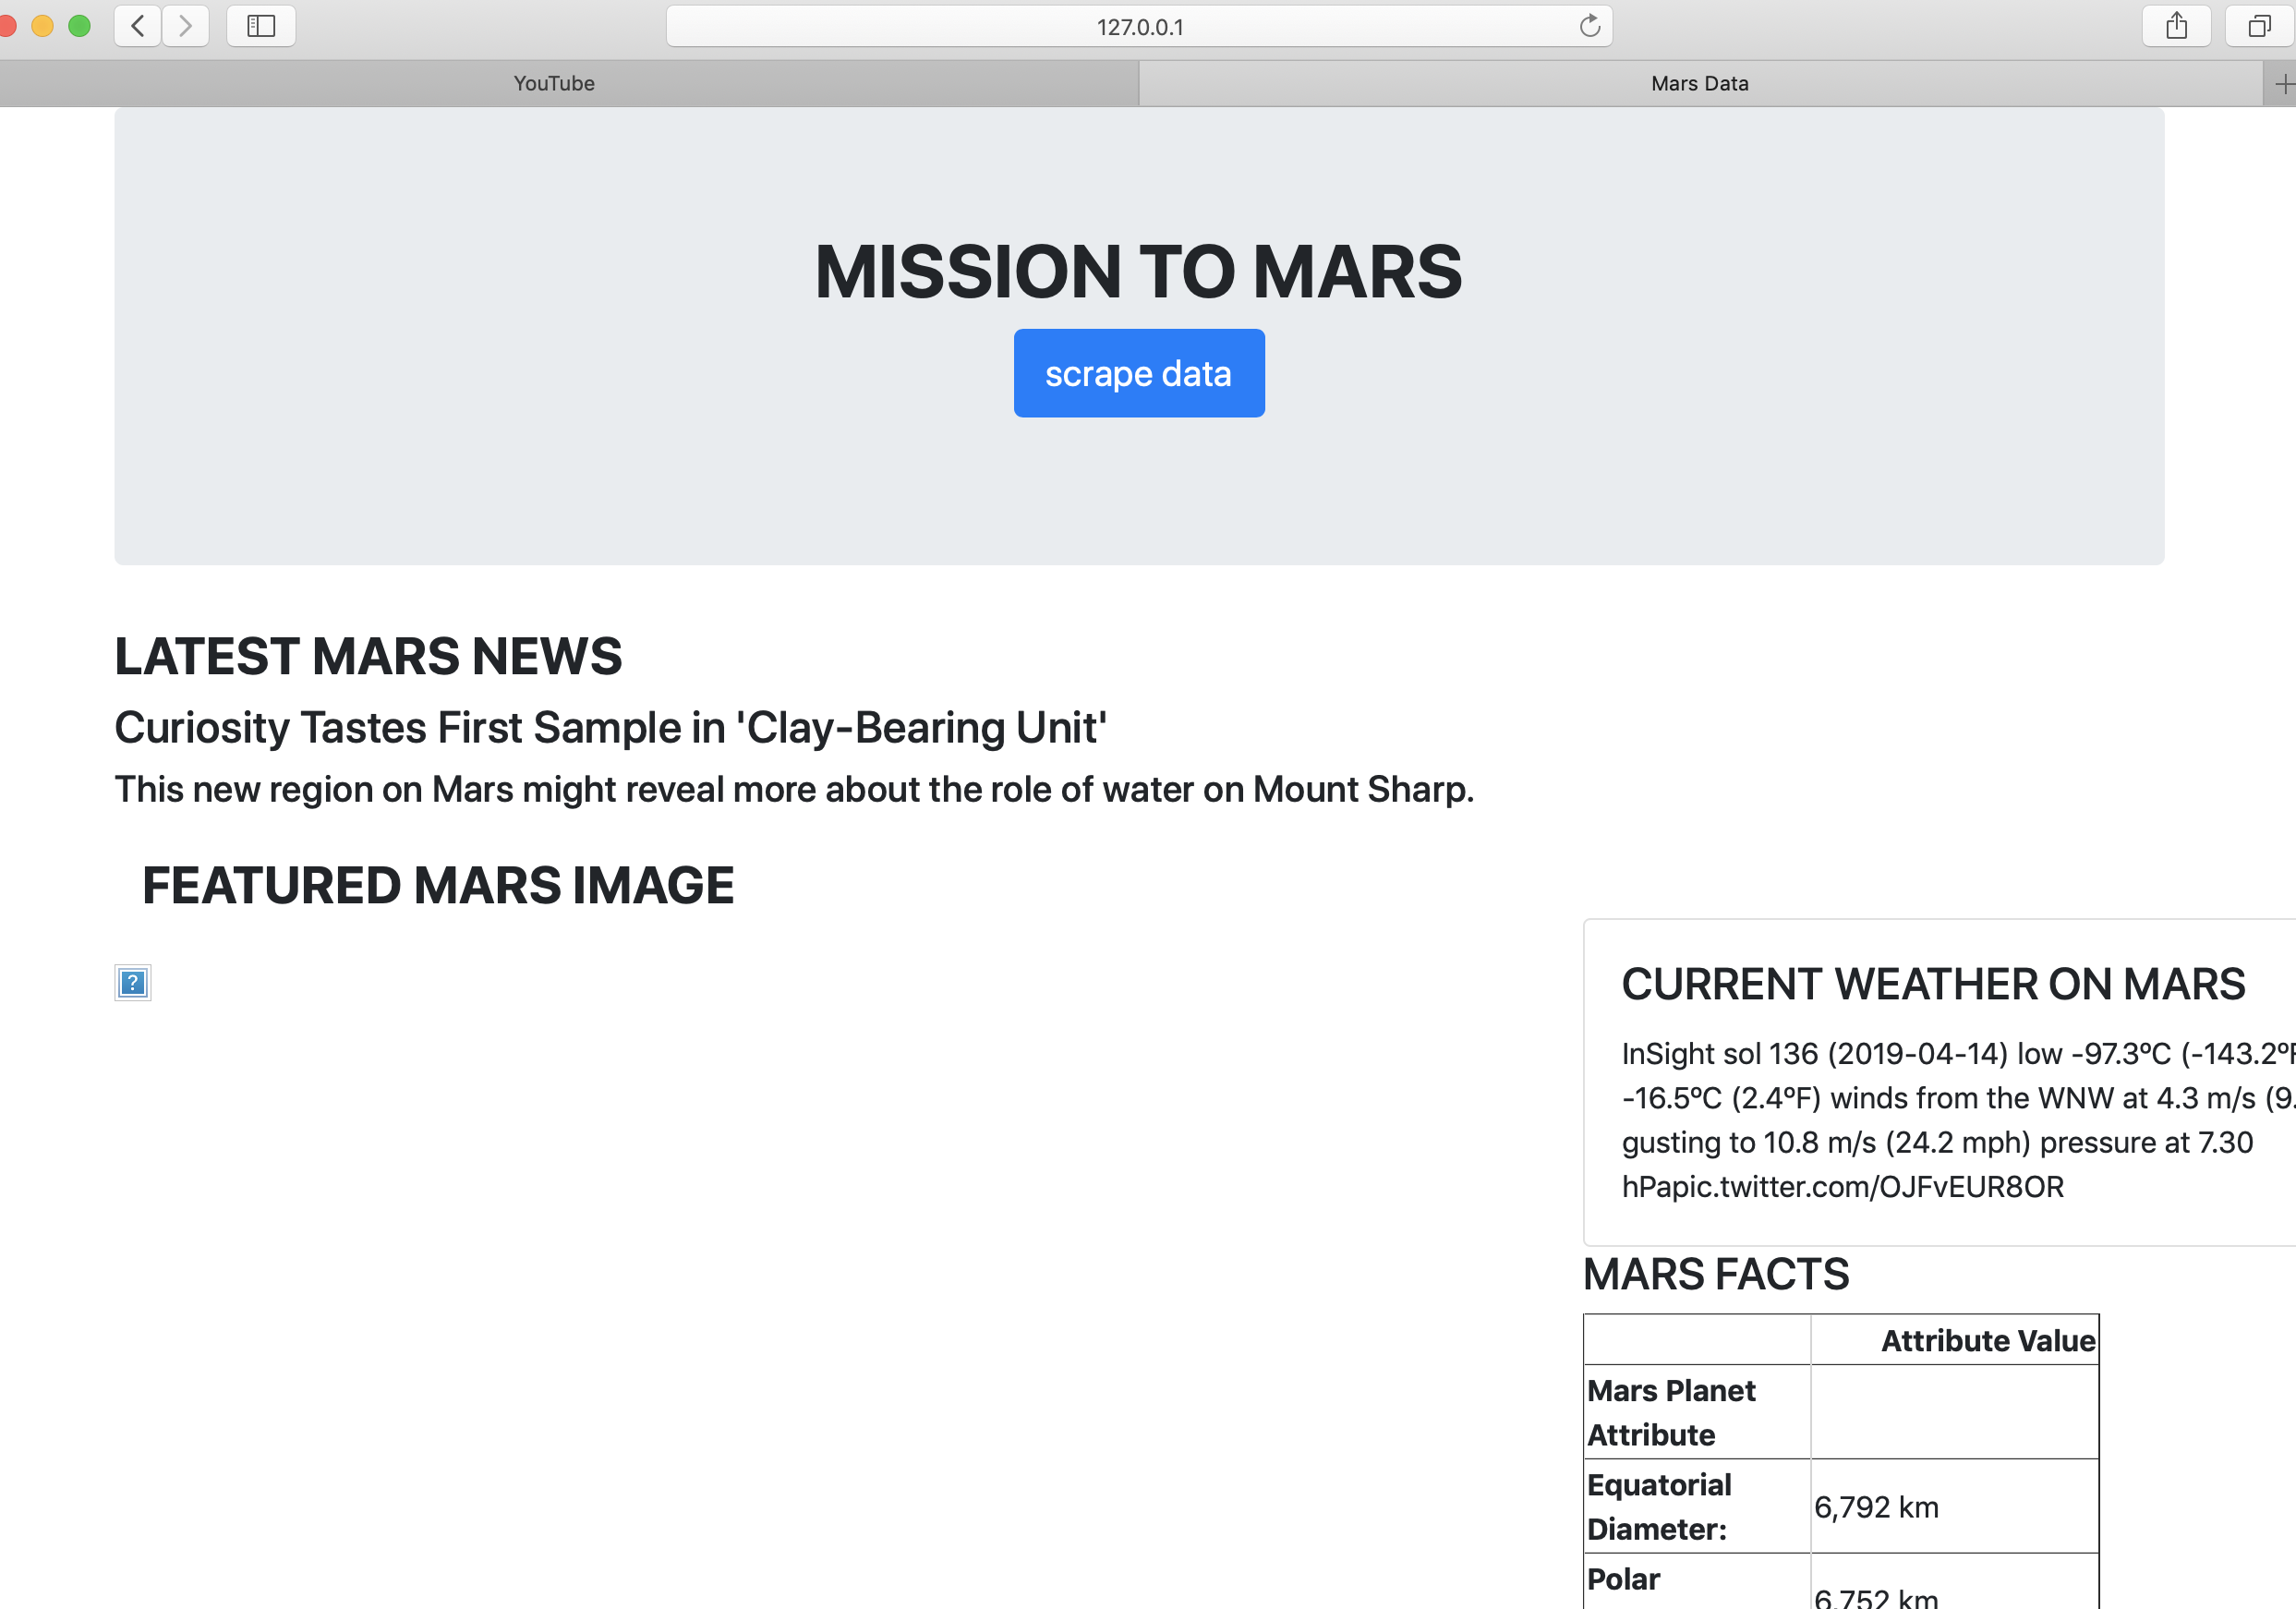 127.0.0.1
YouTube
Mars Data
MISSION TO MARS
scrape data
LATEST MARS NEWS
Curiosity Tastes First Sample in 'Clay-Bearing Unit'
This new region on Mars might reveal more about the role of water on Mount Sharp.
FEATURED MARS IMAGE
?
CURRENT WEATHER ON MARS
InSight sol 136 (2019-04-14) low -97.3ºC (-143.2ºF
-16.5ºC (2.4ºF) winds from the WNW at 4.3 m/s (9.
gusting to 10.8 m/s (24.2 mph) pressure at 7.30
hPapic.twitter.com/OJFvEUR8OR
MARS FACTS
Attribute Value
Mars Planet
Attribute
Equatorial
Diameter:
6,792 km
Polar
6,752 km